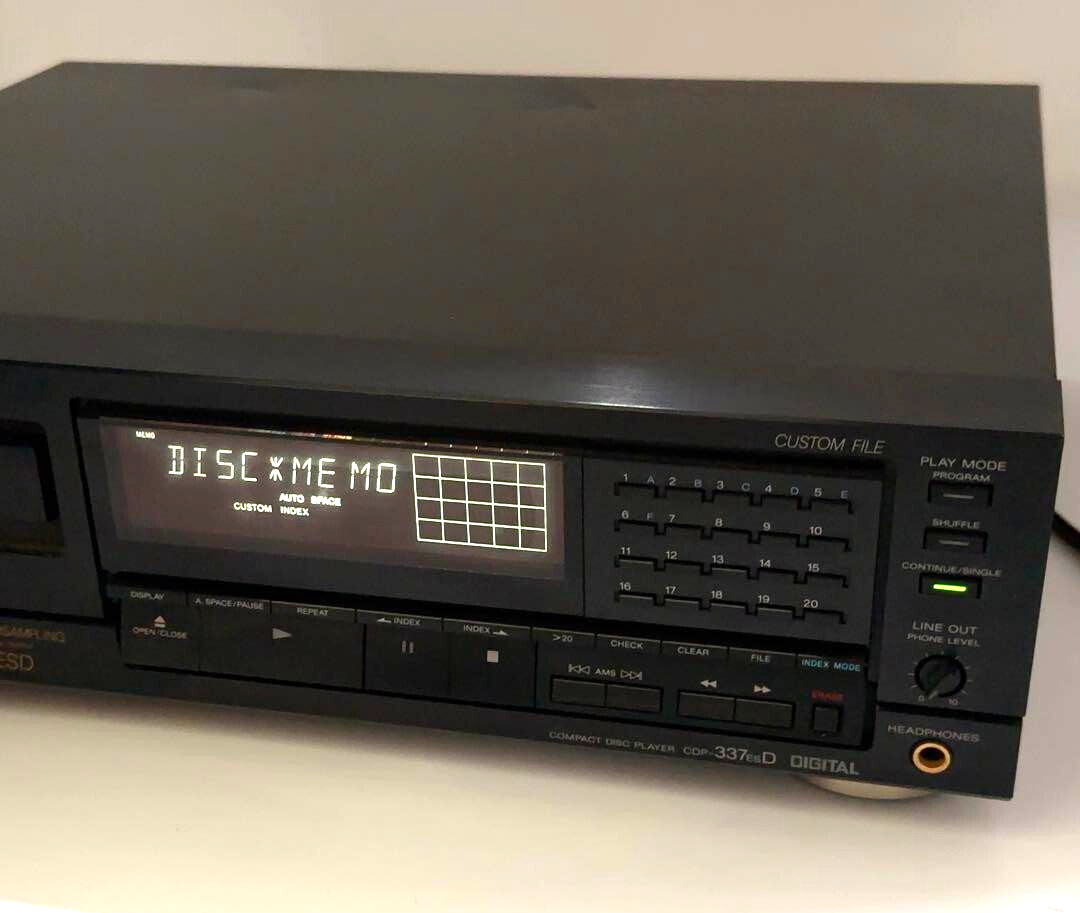 CUSTOM FILE
PLAY MODE
PROGRAM
SHUFFLE
CONTINUE/SINGLE
LINE OUT
PHONE LEVEL
0 10
HEADPHONES
MEMO
DISC*MEMO
AUTO SPACE
CUSTOM INDEX
1 A 2 B 3 C 4 D 5 E
6 F 7 8 9 10
11 12 13 14 15
16 17 18 19 20
DISPLAY
A. SPACE/PAUSE
REPEAT
INDEX
INDEX
>20
CHECK
CLEAR
FILE
INDEX MODE
OPEN/CLOSE
AMS
ERASE
SAMPLING
ESD
COMPACT DISC PLAYER CDP-337ESD DIGITAL